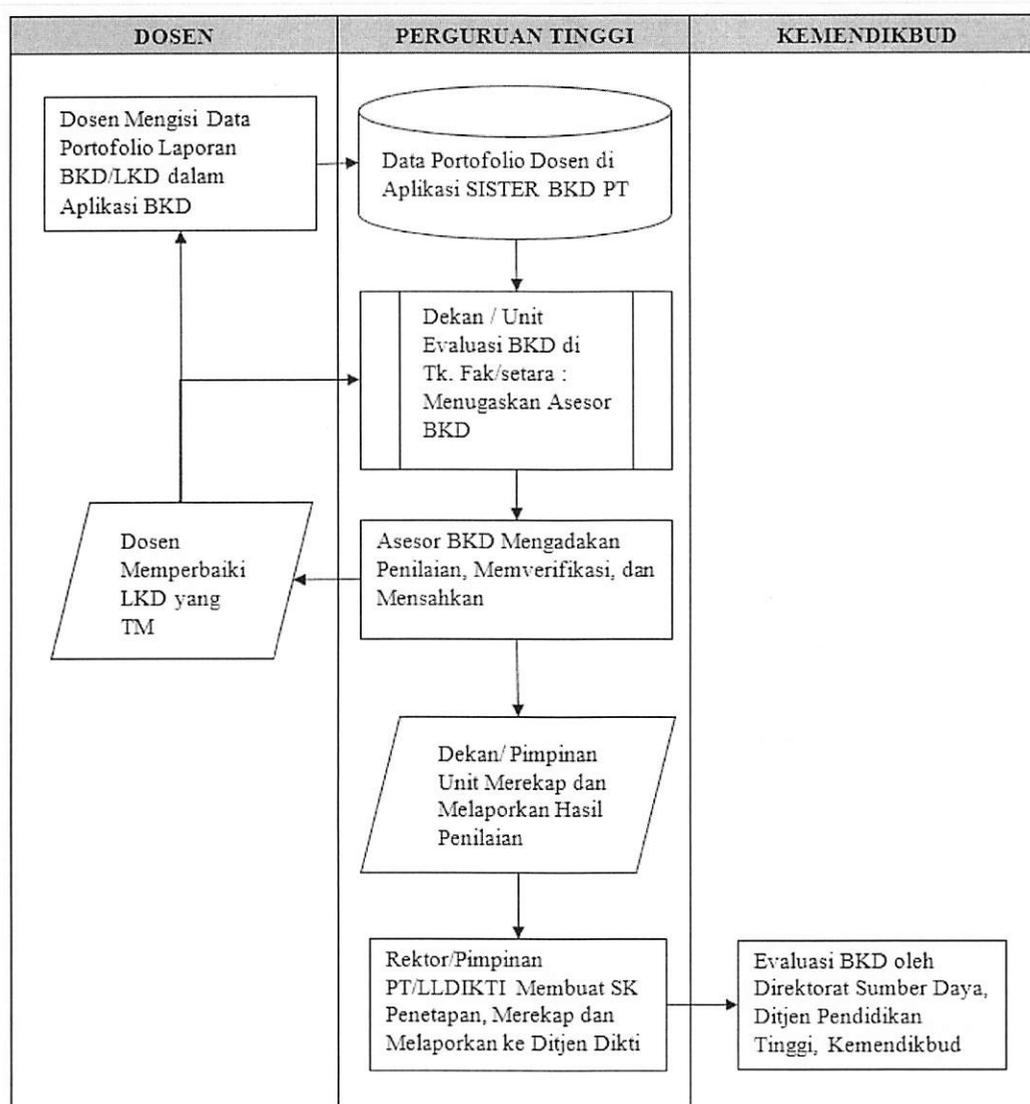 DOSEN
PERGURUAN TINGGI
KEMENDIKBUD
Dosen Mengisi Data
Portofolio Laporan
BKD/LKD dalam
Aplikasi BKD
Data Portofolio Dosen di
Aplikasi SISTER BKD PT
Dekan / Unit
Evaluasi BKD di
Tk. Fak/setara :
Menugaskan Asesor
BKD
Dosen
Memperbaiki
LKD yang
TM
Asesor BKD Mengadakan
Penilaian, Memverifikasi, dan
Mensahkan
Dekan/ Pimpinan
Unit Merekap dan
Melaporkan Hasil
Penilaian
Rektor/Pimpinan
PT/LLDIKTI Membuat SK
Penetapan, Merekap dan
Melaporkan ke Ditjen Dikti
Evaluasi BKD oleh
Direktorat Sumber Daya,
Ditjen Pendidikan
Tinggi, Kemendikbud